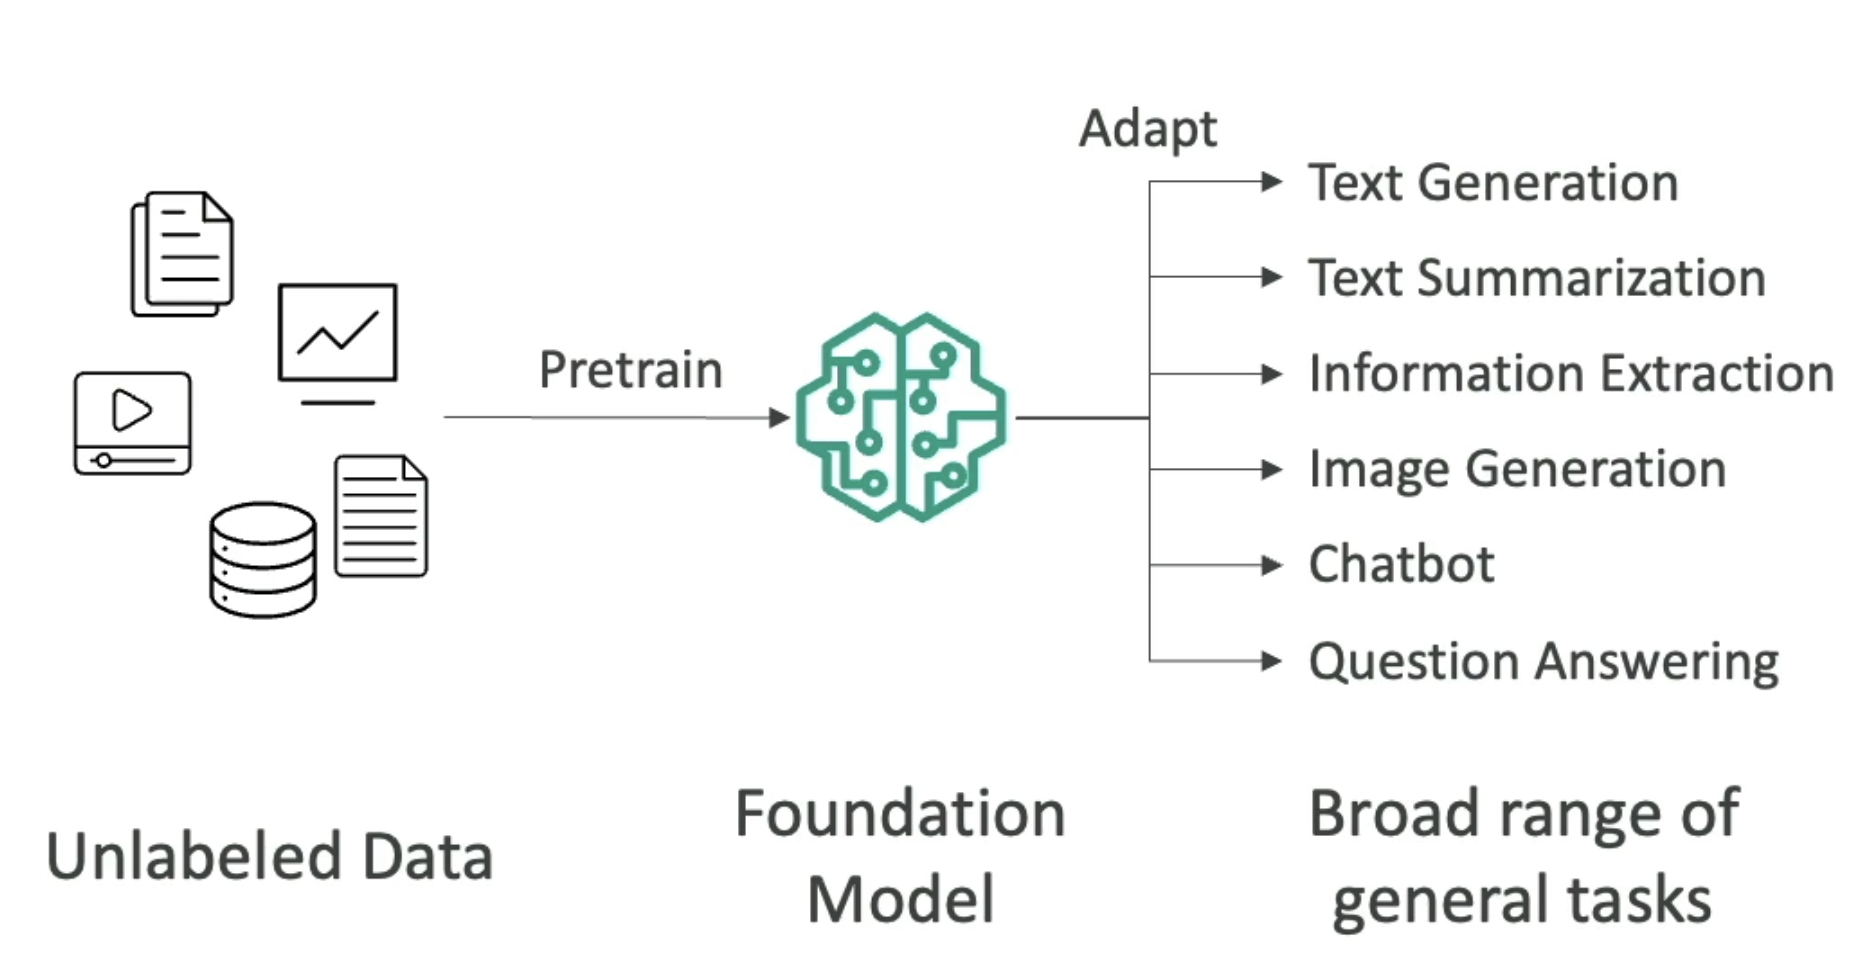 Adapt
Text Generation
Text Summarization
Pretrain
Information Extraction
Image Generation
Chatbot
Question Answering
Unlabeled Data
Foundation
Model
Broad range of
general tasks